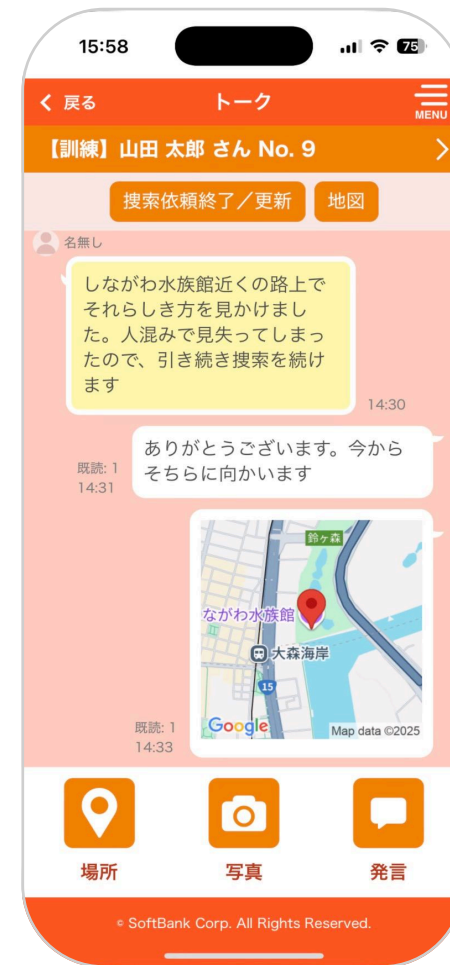 15:58
75
戻る
トーク
MENU
【訓練】山田 太郎 さん No. 9
捜索依頼終了／更新
地図
名無し
しながわ水族館近くの路上で
それらしき方を見かけまし
た。人混みで見失ってしまっ
たので、引き続き捜索を続け
ます
14:30
ありがとうございます。今から
そちらに向かいます
既読: 1
14:31
鈴ヶ森
ながわ水族館
大森海岸
15
Google
Map data ©2025
既読: 1
14:33
場所
写真
発言
© SoftBank Corp. All Rights Reserved.